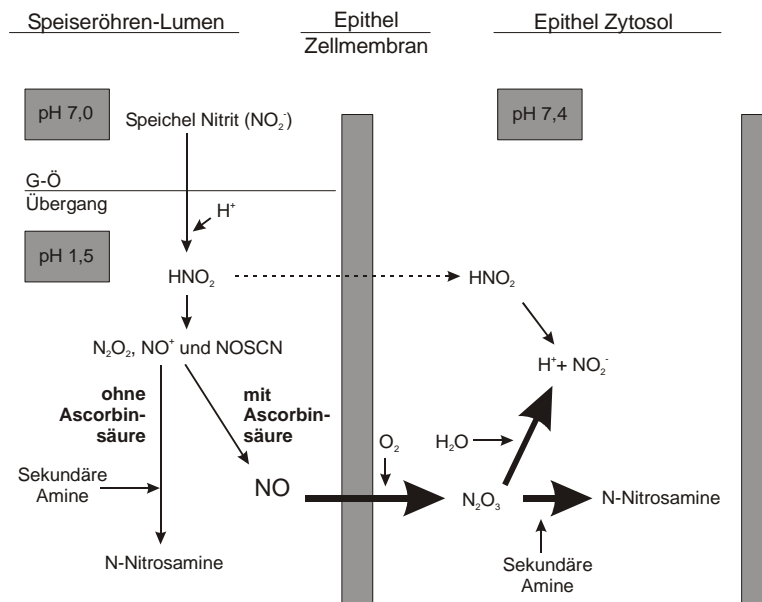 Speiseröhren-Lumen
Epithel
Zellmembran
Epithel Zytosol
pH 7,0
Speichel Nitrit (NO₂⁻)
pH 7,4
G-Ö
Übergang
H⁺
pH 1,5
HNO₂
HNO₂
N₂O₂, NO⁺ und NOSCN
H⁺+ NO₂⁻
ohne
Ascorbin-
säure
mit
Ascorbin-
säure
O₂
H₂O
Sekundäre
Amine
NO
N₂O₃
N-Nitrosamine
N-Nitrosamine
Sekundäre
Amine